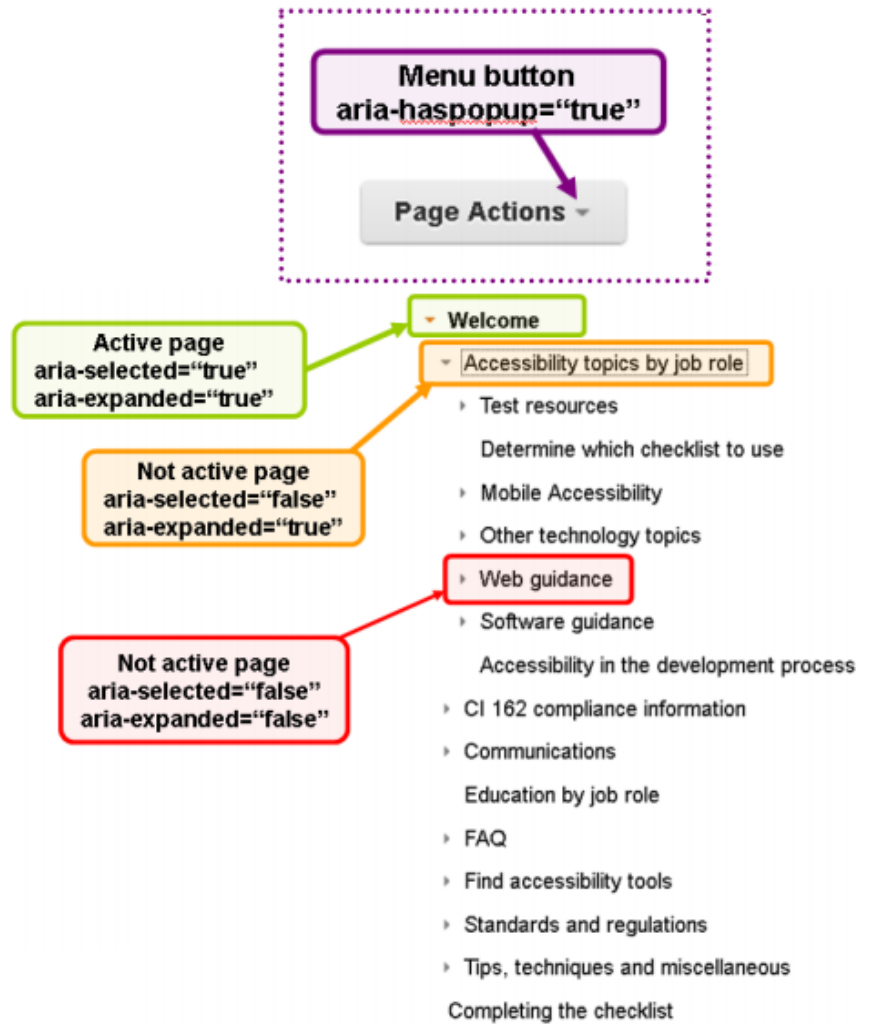 Menu button
aria-haspopup=“true”
Page Actions
Welcome
Active page
aria-selected=“true”
aria-expanded=“true”
Accessibility topics by job role
Test resources
Determine which checklist to use
Not active page
aria-selected=“false”
aria-expanded=“true”
Mobile Accessibility
Other technology topics
Web guidance
Software guidance
Not active page
aria-selected=“false”
aria-expanded=“false”
Accessibility in the development process
CI 162 compliance information
Communications
Education by job role
FAQ
Find accessibility tools
Standards and regulations
Tips, techniques and miscellaneous
Completing the checklist